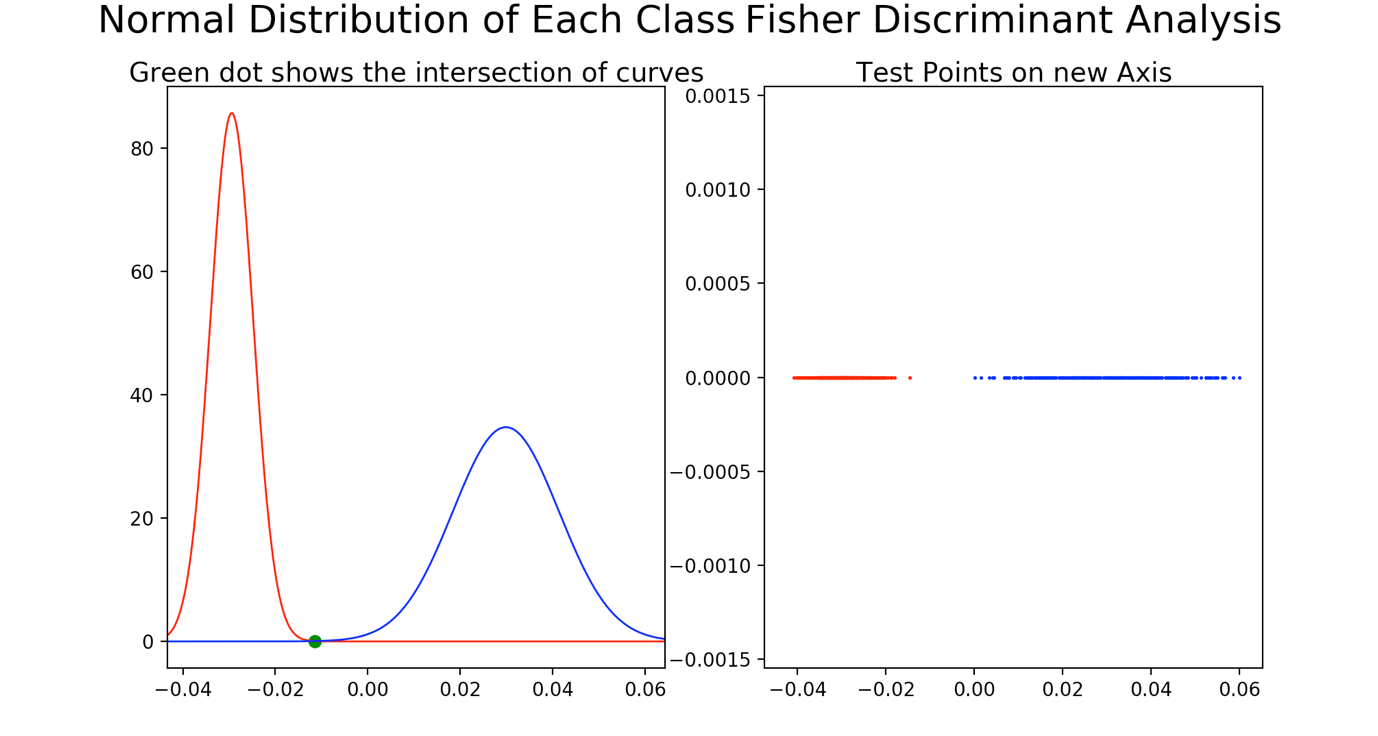 Normal Distribution of Each Class Fisher Discriminant Analysis
Green dot shows the intersection of curves
80
60
40
20
0
−0.04 −0.02 0.00 0.02 0.04 0.06
Test Points on new Axis
0.0015
0.0010
0.0005
0.0000
−0.0005
−0.0010
−0.0015
−0.04 −0.02 0.00 0.02 0.04 0.06